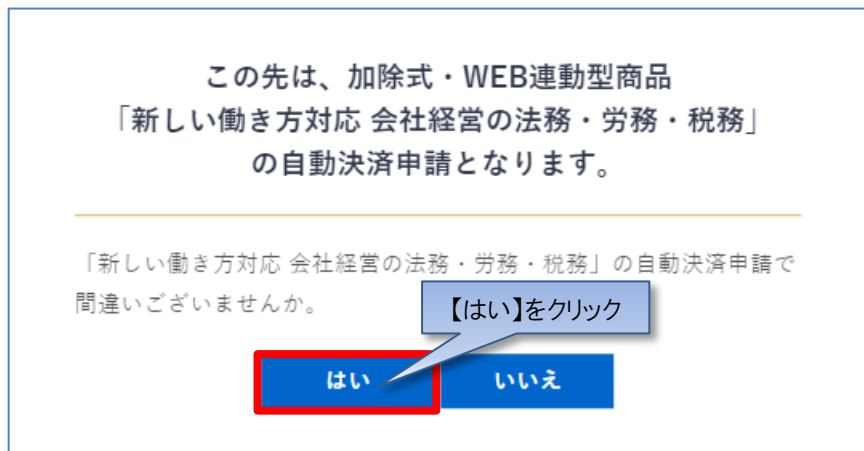 この先は、加除式・WEB連動型商品
「新しい働き方対応 会社経営の法務・労務・税務」
の自動決済申請となります。
「新しい働き方対応 会社経営の法務・労務・税務」の自動決済申請で
間違いございませんか。
【はい】をクリック
はい
いいえ